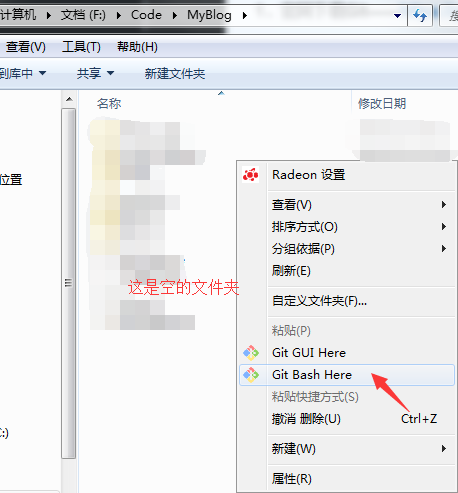 计算机 ▸ 文档 (F:) ▸ Code ▸ MyBlog ▸
查看(V) 工具(T) 帮助(H)
到库中 共享 新建文件夹
名称 修改日期
位置
Radeon 设置
查看(V)
排序方式(O)
分组依据(P)
刷新(E)
这是空的文件夹
自定义文件夹(F)...
粘贴(P)
Git GUI Here
Git Bash Here
粘贴快捷方式(S)
撤消 删除(U) Ctrl+Z
C:)
新建(W)
属性(R)